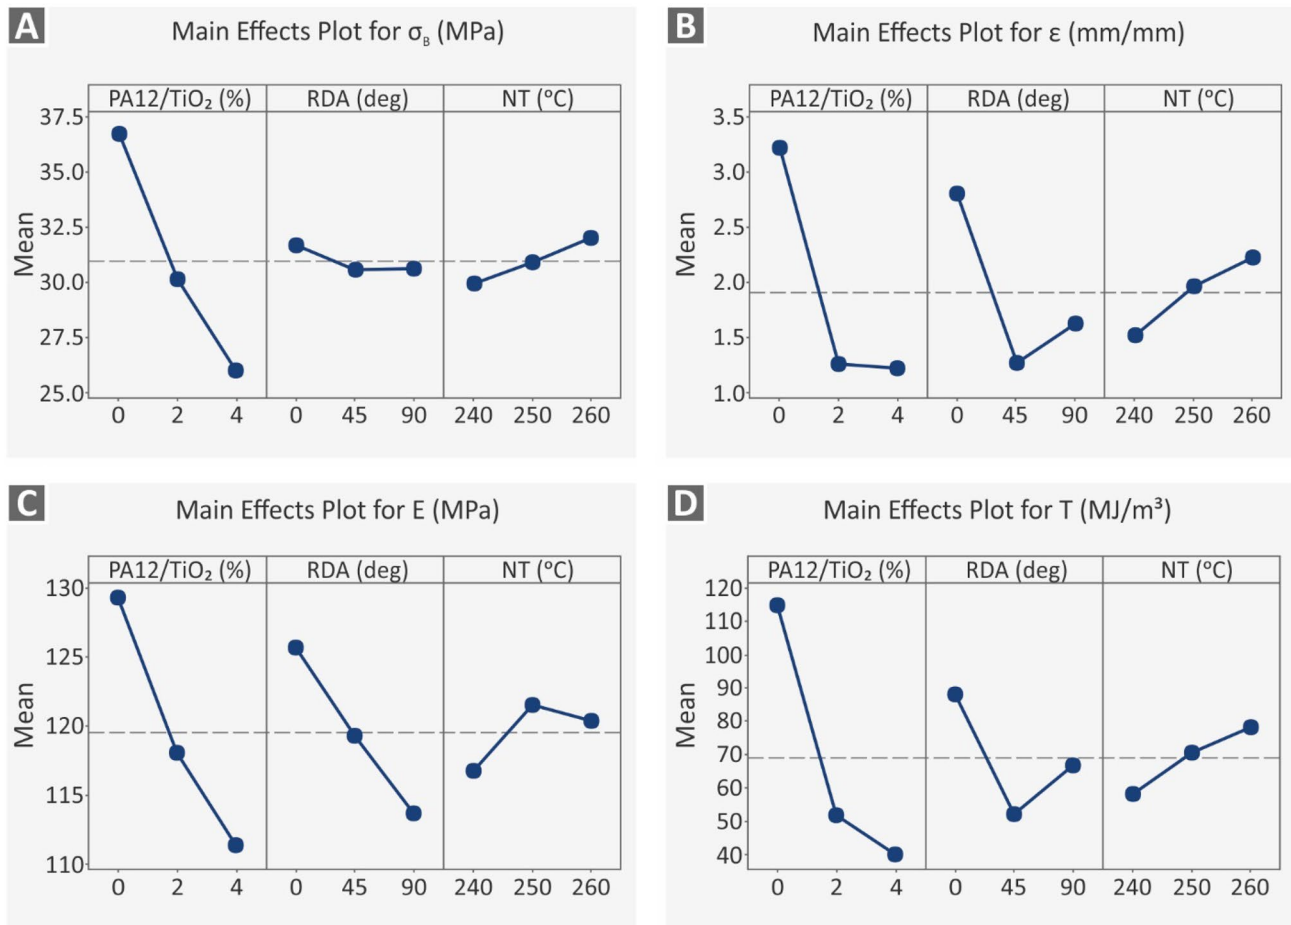 A
Main Effects Plot for σB (MPa)
PA12/TiO₂ (%) RDA (deg) NT (ºC)
Mean
37.5
35.0
32.5
30.0
27.5
25.0
0 2 4 0 45 90 240 250 260
B
Main Effects Plot for ε (mm/mm)
PA12/TiO₂ (%) RDA (deg) NT (ºC)
Mean
3.5
3.0
2.5
2.0
1.5
1.0
0 2 4 0 45 90 240 250 260
C
Main Effects Plot for E (MPa)
PA12/TiO₂ (%) RDA (deg) NT (ºC)
Mean
130
125
120
115
110
0 2 4 0 45 90 240 250 260
D
Main Effects Plot for T (MJ/m³)
PA12/TiO₂ (%) RDA (deg) NT (ºC)
Mean
120
110
100
90
80
70
60
50
40
0 2 4 0 45 90 240 250 260